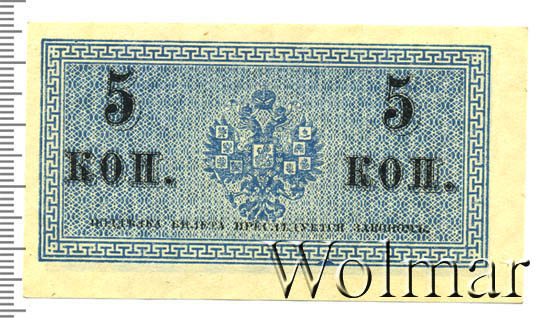 5 5
КОП. КОП.
ПОДДѢЛКА БИЛЕТА ПРЕСЛѢДУЕТСЯ ЗАКОНОМЪ.
Wolmar